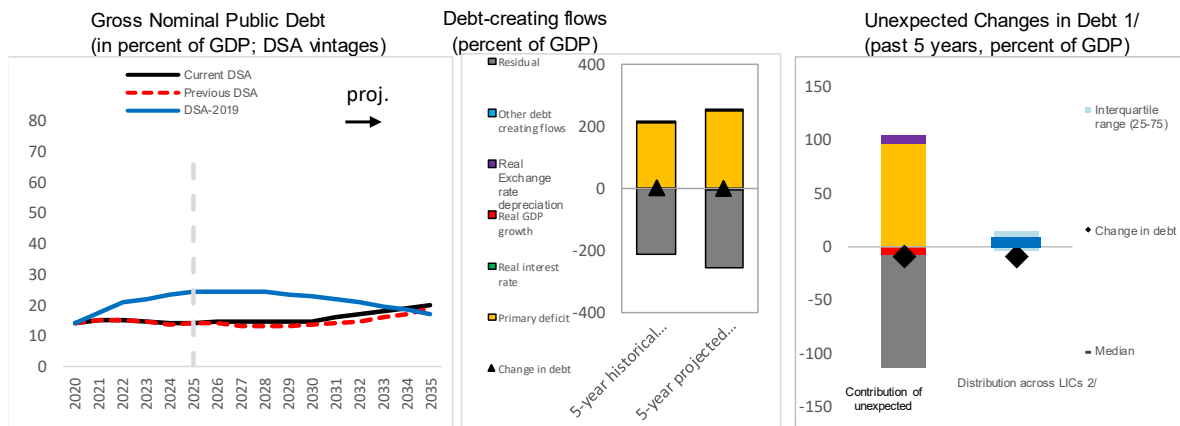 Gross Nominal Public Debt
(in percent of GDP; DSA vintages)
Current DSA
Previous DSA
DSA-2019
proj.
80
70
60
50
40
30
20
10
0
2020
2021
2022
2023
2024
2025
2026
2027
2028
2029
2030
2031
2032
2033
2034
2035
Debt-creating flows
(percent of GDP)
Residual
Other debt
creating flows
Real
Exchange
rate
depreciation
Real GDP
growth
Real interest
rate
Primary deficit
Change in debt
400
200
0
-200
-400
5-year historical...
5-year projected...
Unexpected Changes in Debt 1/
(past 5 years, percent of GDP)
150
100
50
0
-50
-100
-150
Interquartile
range (25-75)
Change in debt
Median
Contribution of
unexpected
Distribution across LICs 2/